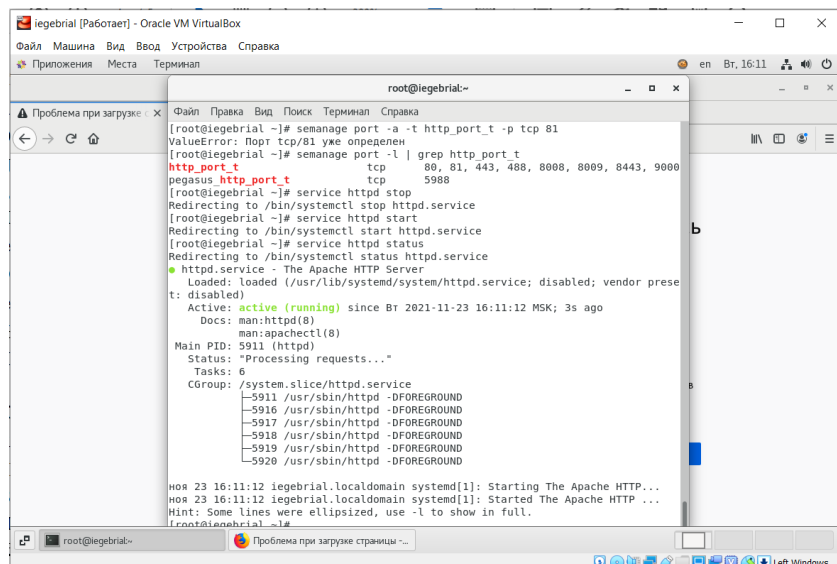 iegebrial [Работает] - Oracle VM VirtualBox
Файл Машина Вид Ввод Устройства Справка
Приложения Места Терминал en Вт, 16:11
root@iegebrial:~
Проблема при загрузке с
Файл Правка Вид Поиск Терминал Справка
[root@iegebrial ~]# semanage port -a -t http_port_t -p tcp 81
ValueError: Порт tcp/81 уже определен
[root@iegebrial ~]# semanage port -l | grep http_port_t
http_port_t tcp 80, 81, 443, 488, 8008, 8009, 8443, 9000
pegasus_http_port_t tcp 5988
[root@iegebrial ~]# service httpd stop
Redirecting to /bin/systemctl stop httpd.service
[root@iegebrial ~]# service httpd start
Redirecting to /bin/systemctl start httpd.service
[root@iegebrial ~]# service httpd status
Redirecting to /bin/systemctl status httpd.service
● httpd.service - The Apache HTTP Server
Loaded: loaded (/usr/lib/systemd/system/httpd.service; disabled; vendor prese
t: disabled)
Active: active (running) since Вт 2021-11-23 16:11:12 MSK; 3s ago
Docs: man:httpd(8)
man:apachectl(8)
Main PID: 5911 (httpd)
Status: "Processing requests..."
Tasks: 6
CGroup: /system.slice/httpd.service
├─5911 /usr/sbin/httpd -DFOREGROUND
├─5916 /usr/sbin/httpd -DFOREGROUND
├─5917 /usr/sbin/httpd -DFOREGROUND
├─5918 /usr/sbin/httpd -DFOREGROUND
├─5919 /usr/sbin/httpd -DFOREGROUND
└─5920 /usr/sbin/httpd -DFOREGROUND
ноя 23 16:11:12 iegebrial.localdomain systemd[1]: Starting The Apache HTTP...
ноя 23 16:11:12 iegebrial.localdomain systemd[1]: Started The Apache HTTP ...
Hint: Some lines were ellipsized, use -l to show in full.
[root@iegebrial ~]#
root@iegebrial:~ Проблема при загрузке страницы -...
Left Windows